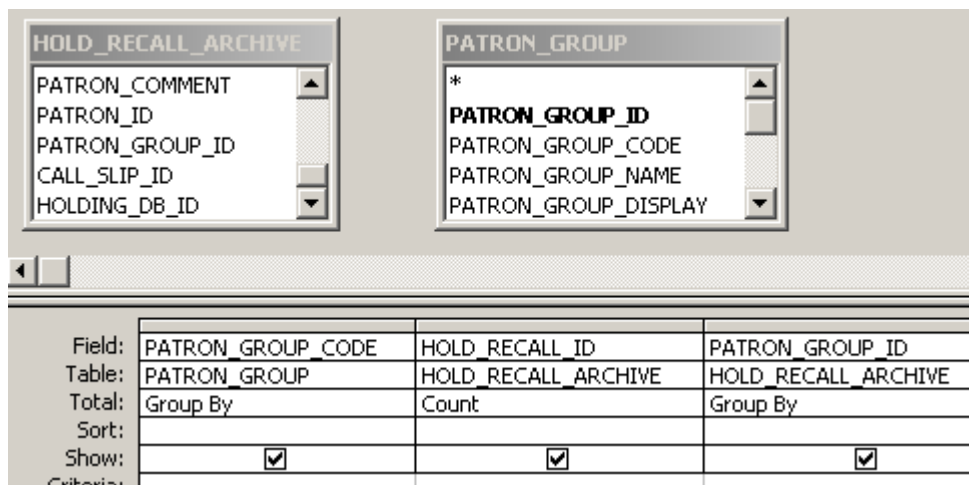 HOLD_RECALL_ARCHIVE
PATRON_COMMENT
PATRON_ID
PATRON_GROUP_ID
CALL_SLIP_ID
HOLDING_DB_ID
PATRON_GROUP
*
PATRON_GROUP_ID
PATRON_GROUP_CODE
PATRON_GROUP_NAME
PATRON_GROUP_DISPLAY
Field: PATRON_GROUP_CODE HOLD_RECALL_ID PATRON_GROUP_ID
Table: PATRON_GROUP HOLD_RECALL_ARCHIVE HOLD_RECALL_ARCHIVE
Total: Group By Count Group By
Sort:
Show:
Criteria: